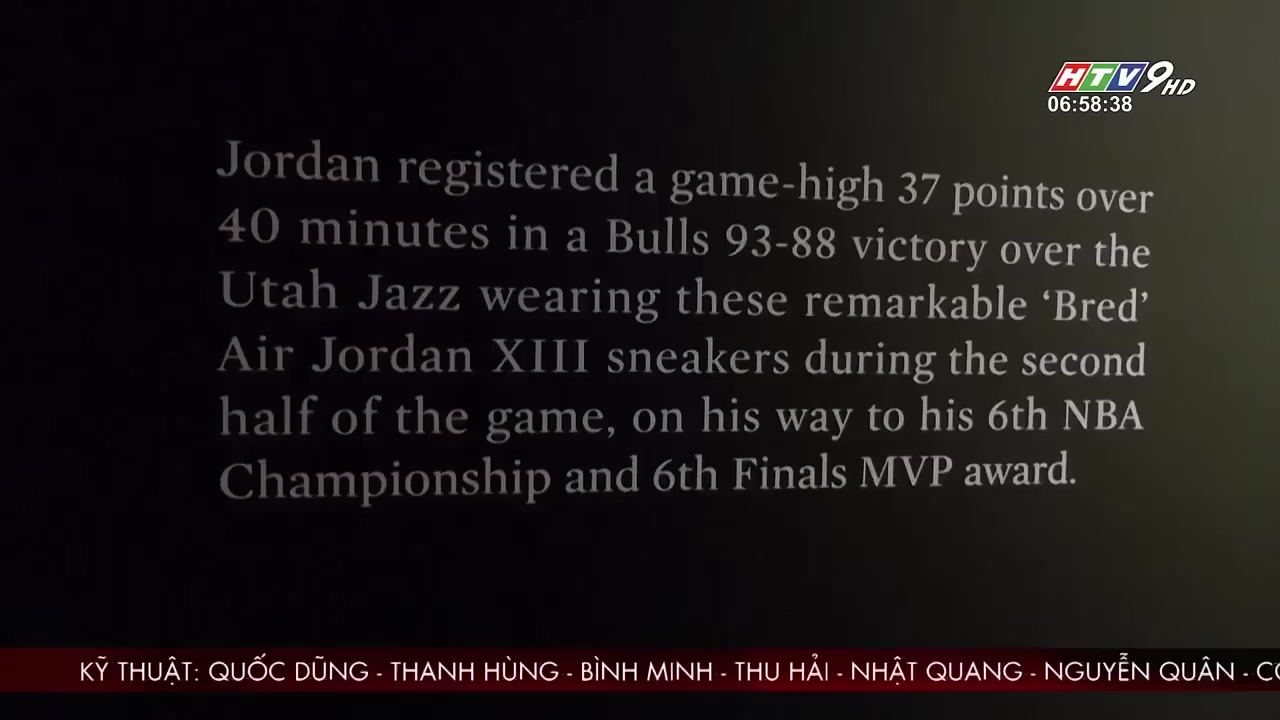 HTV9HD
06:58:38
Jordan registered a game-high 37 points over
40 minutes in a Bulls 93-88 victory over the
Utah Jazz wearing these remarkable ‘Bred’
Air Jordan XIII sneakers during the second
half of the game, on his way to his 6th NBA
Championship and 6th Finals MVP award.
KỸ THUẬT: QUỐC DŨNG - THANH HÙNG - BÌNH MINH - THU HẢI - NHẬT QUANG - NGUYỄN QUÂN -